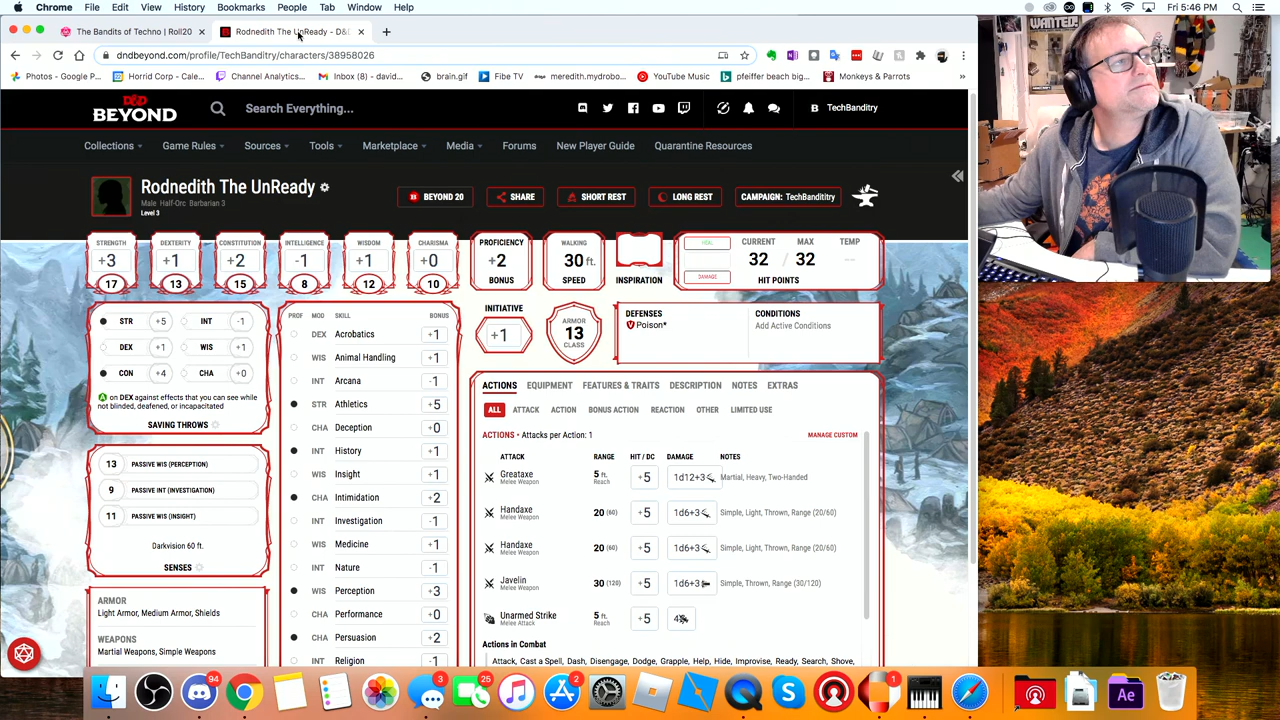 Chrome File Edit View History Bookmarks People Tab Window Help Fri 5:46 PM
The Bandits of Techno | Roll20 Rodnedith The UnReady - D&
dndbeyond.com/profile/TechBanditry/characters/38958026
Photos - Google P... Horrid Corp - Cale... Channel Analytics... Inbox (8) - david... brain.gif Fibe TV meredith.mydrobo... YouTube Music pfeiffer beach big... Monkeys & Parrots »
D&D BEYOND Search Everything... B TechBanditry
Collections Game Rules Sources Tools Marketplace Media Forums New Player Guide Quarantine Resources
Rodnedith The UnReady
Male Half-Orc Barbarian 3
Level 3
BEYOND 20 SHARE SHORT REST LONG REST CAMPAIGN: TechBanditity
STRENGTH DEXTERITY CONSTITUTION INTELLIGENCE WISDOM CHARISMA
+3 +1 +2 -1 +1 +0
17 13 15 8 12 10
PROFICIENCY +2 BONUS
WALKING 30 ft. SPEED
INSPIRATION
HEAL DAMAGE
CURRENT MAX TEMP
32 / 32 --
HIT POINTS
STR +5 INT -1
DEX +1 WIS +1
CON +4 CHA +0
A on DEX against effects that you can see while
not blinded, deafened, or incapacitated
SAVING THROWS
13 PASSIVE WIS (PERCEPTION)
9 PASSIVE INT (INVESTIGATION)
11 PASSIVE WIS (INSIGHT)
Darkvision 60 ft.
SENSES
ARMOR
Light Armor, Medium Armor, Shields
WEAPONS
Martial Weapons, Simple Weapons
PROF MOD SKILL BONUS
DEX Acrobatics +1
WIS Animal Handling +1
INT Arcana -1
STR Athletics +5
CHA Deception +0
INT History +1
WIS Insight +1
CHA Intimidation +2
INT Investigation -1
WIS Medicine +1
INT Nature -1
WIS Perception +3
CHA Performance +0
CHA Persuasion +2
INT Religion -1
INITIATIVE
+1
ARMOR
13
CLASS
DEFENSES
Poison*
CONDITIONS
Add Active Conditions
ACTIONS EQUIPMENT FEATURES & TRAITS DESCRIPTION NOTES EXTRAS
ALL ATTACK ACTION BONUS ACTION REACTION OTHER LIMITED USE
ACTIONS • Attacks per Action: 1 MANAGE CUSTOM
ATTACK RANGE HIT / DC DAMAGE NOTES
Greataxe 5 ft. +5 1d12+3 Martial, Heavy, Two-Handed
Melee Weapon Reach
Handaxe 20 (60) +5 1d6+3 Simple, Light, Thrown, Range (20/60)
Melee Weapon
Handaxe 20 (60) +5 1d6+3 Simple, Light, Thrown, Range (20/60)
Melee Weapon
Javelin 30 (120) +5 1d6+3 Simple, Thrown, Range (30/120)
Melee Weapon
Unarmed Strike 5 ft. +5 4
Melee Attack Reach
Actions in Combat
Attack, Cast a Spell, Dash, Disengage, Dodge, Grapple, Help, Hide, Improvise, Ready, Search, Shove,
94 3 26 2 1 Ae
WANTED!